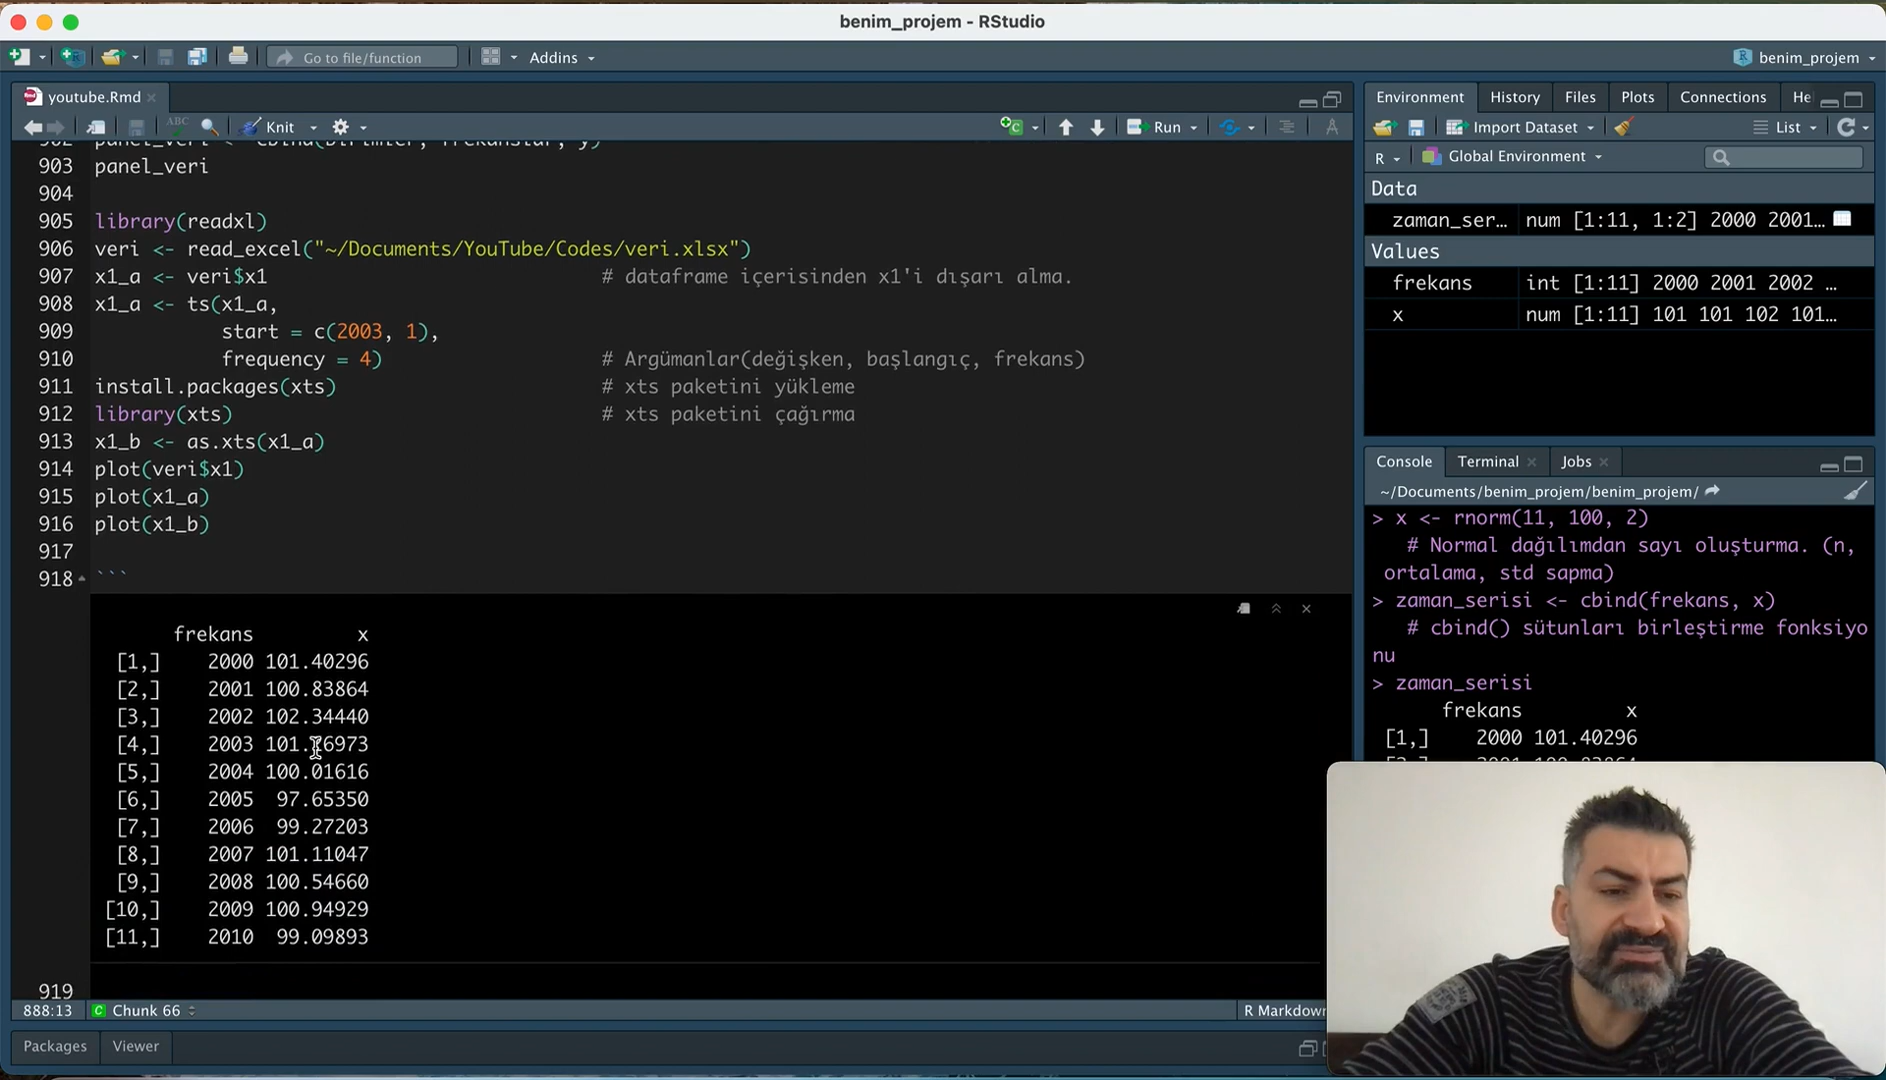 benim_projem - RStudio
Go to file/function
Addins
benim_projem
youtube.Rmd
ABC
Knit
Run
903 panel_veri
904
905 library(readxl)
906 veri <- read_excel("~/Documents/YouTube/Codes/veri.xlsx")
907 x1_a <- veri$x1 # dataframe içerisinden x1'i dışarı alma.
908 x1_a <- ts(x1_a,
909 start = c(2003, 1),
910 frequency = 4) # Argümanlar(değişken, başlangıç, frekans)
911 install.packages(xts) # xts paketini yükleme
912 library(xts) # xts paketini çağırma
913 x1_b <- as.xts(x1_a)
914 plot(veri$x1)
915 plot(x1_a)
916 plot(x1_b)
917
918 ```
frekans x
[1,] 2000 101.40296
[2,] 2001 100.83864
[3,] 2002 102.34440
[4,] 2003
[5,] 2004 100.01616
[6,] 2005 97.65350
[7,] 2006 99.27203
[8,] 2007 101.11047
[9,] 2008 100.54660
[10,] 2009 100.94929
[11,] 2010 99.09893
919
888:13 C Chunk 66 R Markdown
Packages Viewer
Environment History Files Plots Connections He
Import Dataset List
R Global Environment
Data
zaman_ser… num [1:11, 1:2] 2000 2001…
Values
frekans int [1:11] 2000 2001 2002 …
x num [1:11] 101 101 102 101…
Console Terminal Jobs
~/Documents/benim_projem/benim_projem/
> x <- rnorm(11, 100, 2)
# Normal dağılımdan sayı oluşturma. (n,
ortalama, std sapma)
> zaman_serisi <- cbind(frekans, x)
# cbind() sütunları birleştirme fonksiyo
nu
> zaman_serisi
frekans x
[1,] 2000 101.40296